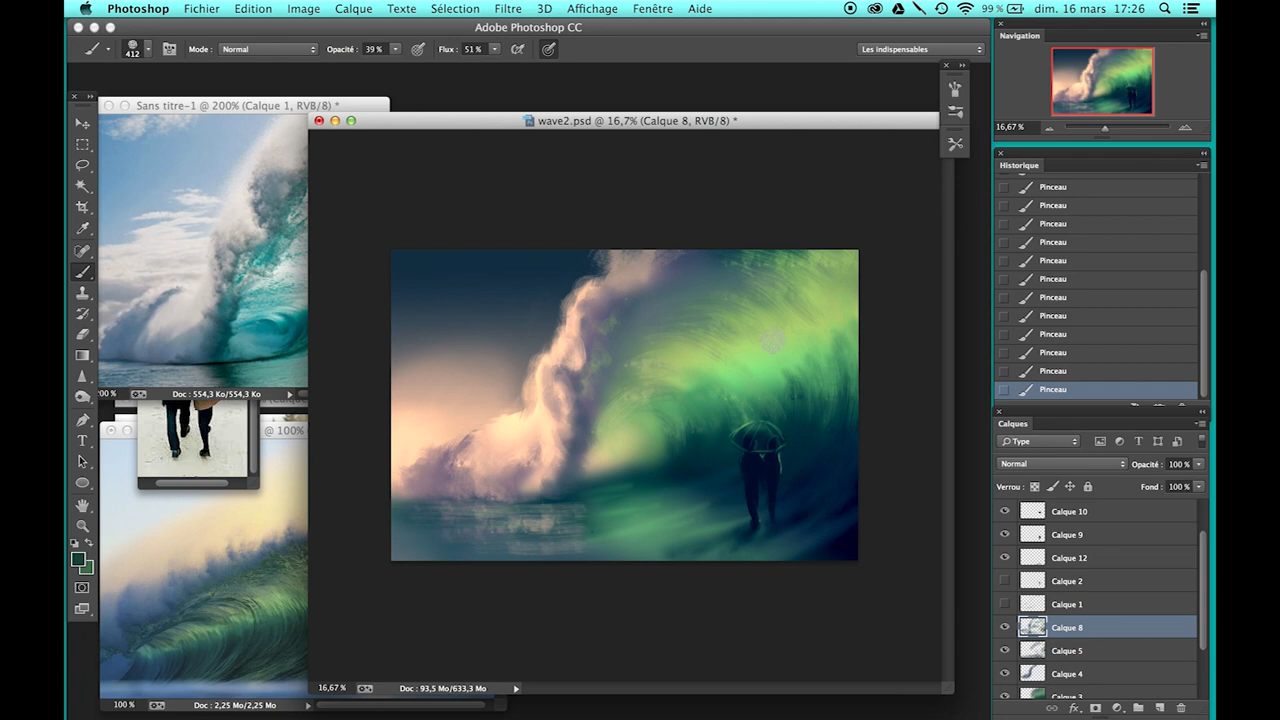 Photoshop Fichier Edition Image Calque Texte Sélection Filtre 3D Affichage Fenêtre Aide 99 % dim. 16 mars 17:26
Adobe Photoshop CC
412 Mode : Normal Opacité : 39 % Flux : 51 % Les indispensables
Sans titre-1 @ 200% (Calque 1, RVB/8) *
wave2.psd @ 16,7% (Calque 8, RVB/8) *
Doc : 554,3 Ko/554,3 Ko
@ 100%
100 % Doc : 2,25 Mo/2,25 Mo
16,67 % Doc : 93,5 Mo/633,3 Mo
Navigation
16,67 %
Historique
Pinceau
Pinceau
Pinceau
Pinceau
Pinceau
Pinceau
Pinceau
Pinceau
Pinceau
Pinceau
Pinceau
Pinceau
Calques
Type
Normal Opacité : 100 %
Verrou : Fond : 100 %
Calque 10
Calque 9
Calque 12
Calque 2
Calque 1
Calque 8
Calque 5
Calque 4
Calque 3